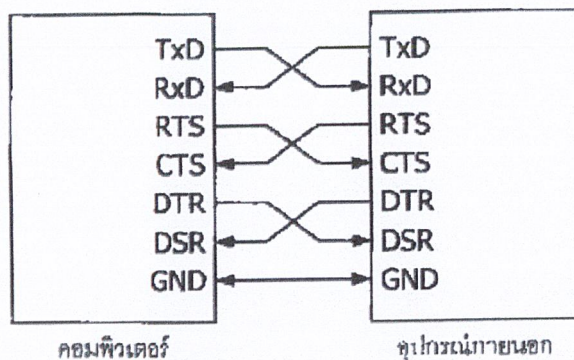 TxD TxD
RxD RxD
RTS RTS
CTS CTS
DTR DTR
DSR DSR
GND GND
คอมพิวเตอร์ อุปกรณ์ภายนอก